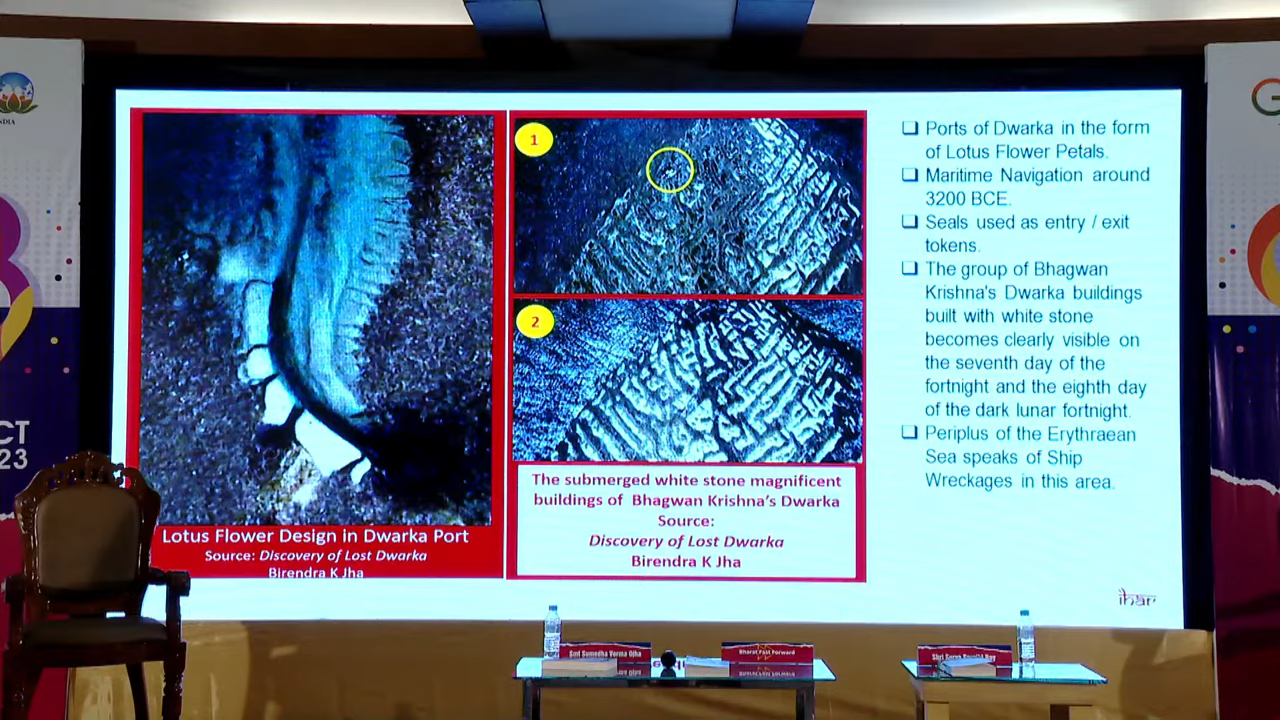 1
2
Lotus Flower Design in Dwarka Port
Source: Discovery of Lost Dwarka
Birendra K Jha
The submerged white stone magnificent
buildings of Bhagwan Krishna's Dwarka
Source:
Discovery of Lost Dwarka
Birendra K Jha
❑ Ports of Dwarka in the form
of Lotus Flower Petals.
❑ Maritime Navigation around
3200 BCE.
❑ Seals used as entry / exit
tokens.
❑ The group of Bhagwan
Krishna's Dwarka buildings
built with white stone
becomes clearly visible on
the seventh day of the
fortnight and the eighth day
of the dark lunar fortnight.
❑ Periplus of the Erythraean
Sea speaks of Ship
Wreckages in this area.
ihar
CT
23
Smt Sumedha Verma Ojha
Bharat Fast Forward